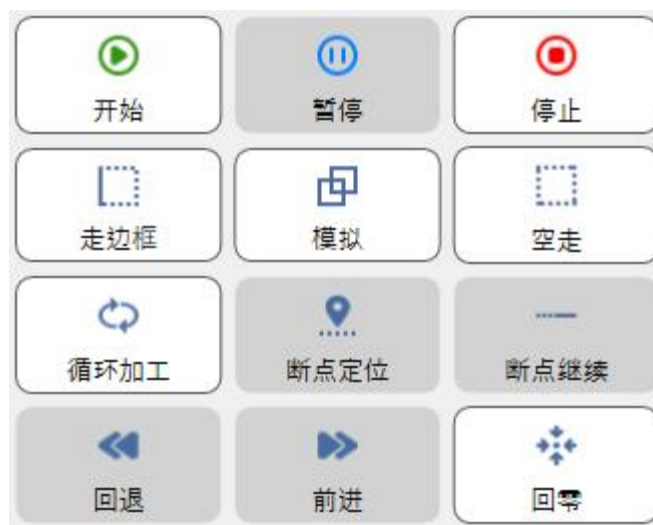 开始
暂停
停止
走边框
模拟
空走
循环加工
断点定位
断点继续
回退
前进
回零